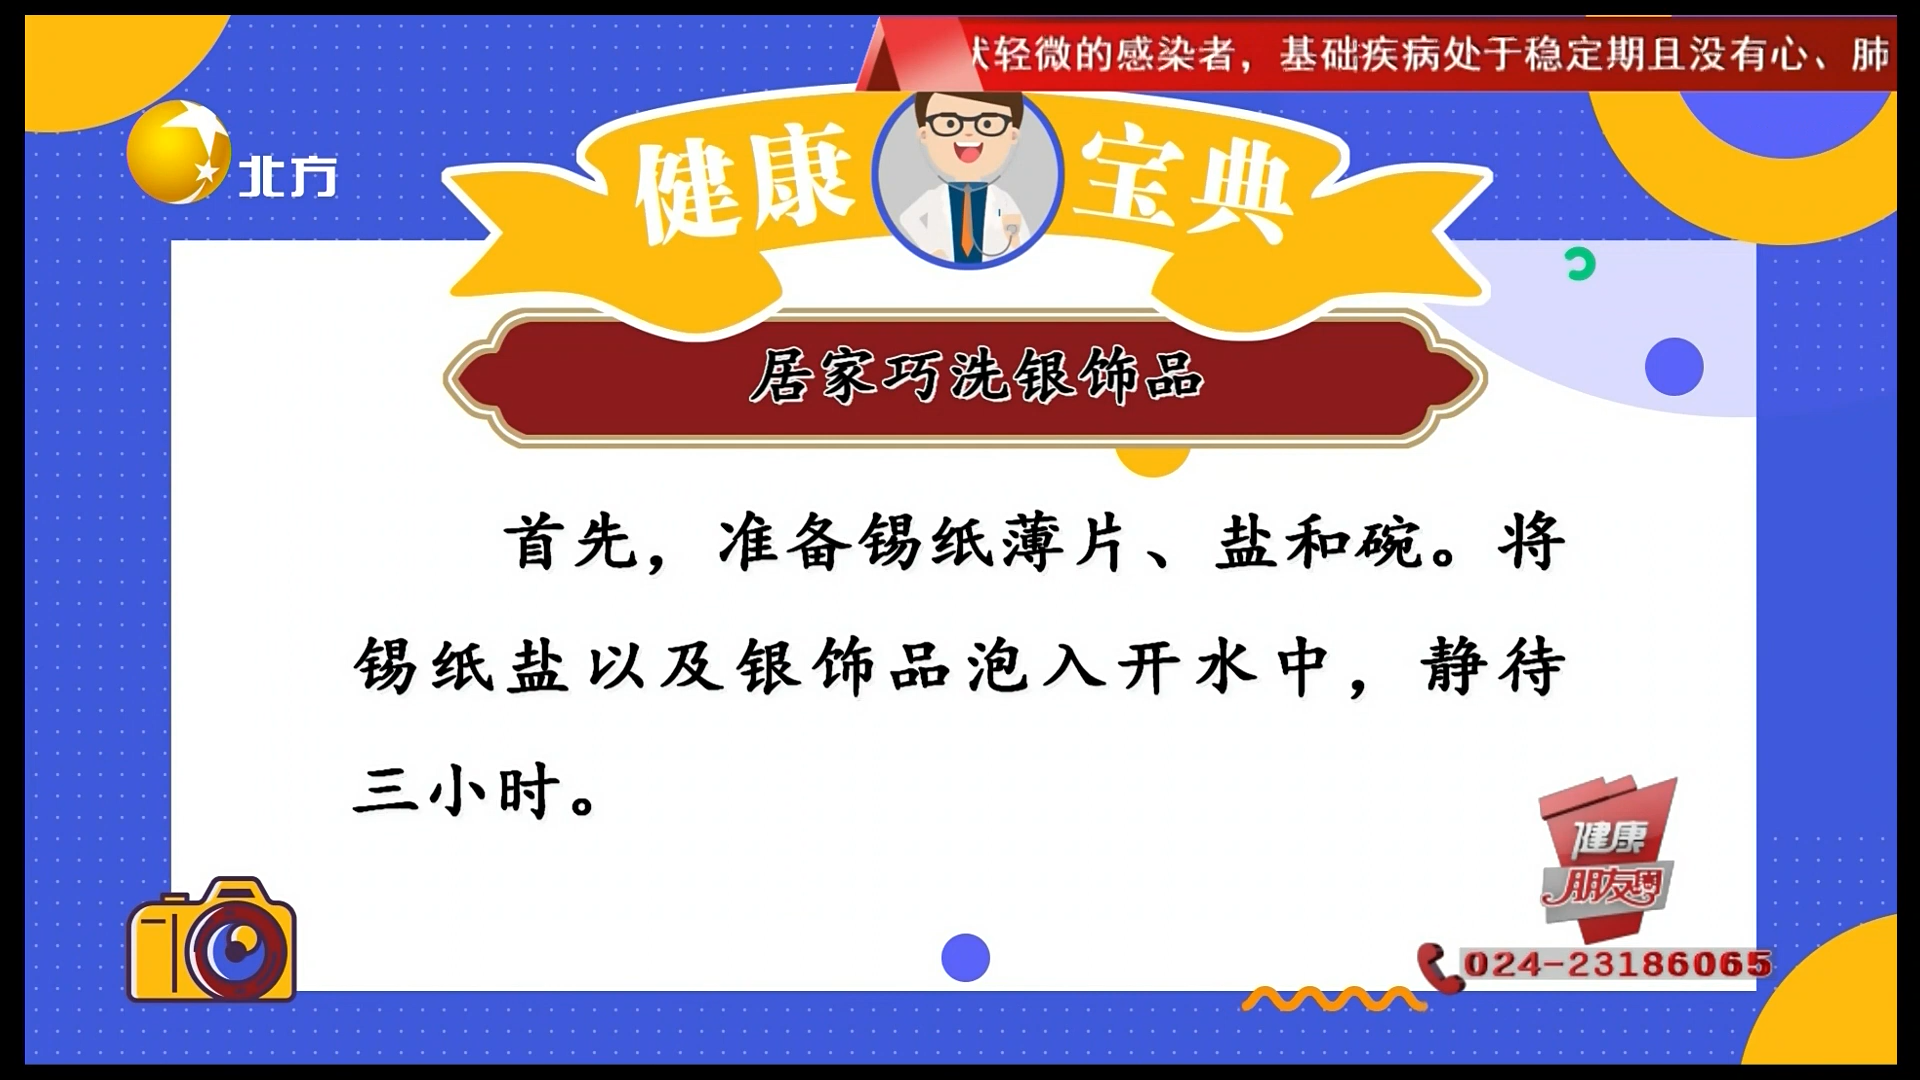 轻微的感染者，基础疾病处于稳定期且没有心、肺
北方
健康宝典
居家巧洗银饰品
首先，准备锡纸薄片、盐和碗。将
锡纸盐以及银饰品泡入开水中，静待
三小时。
健康
朋友圈
024-23186065